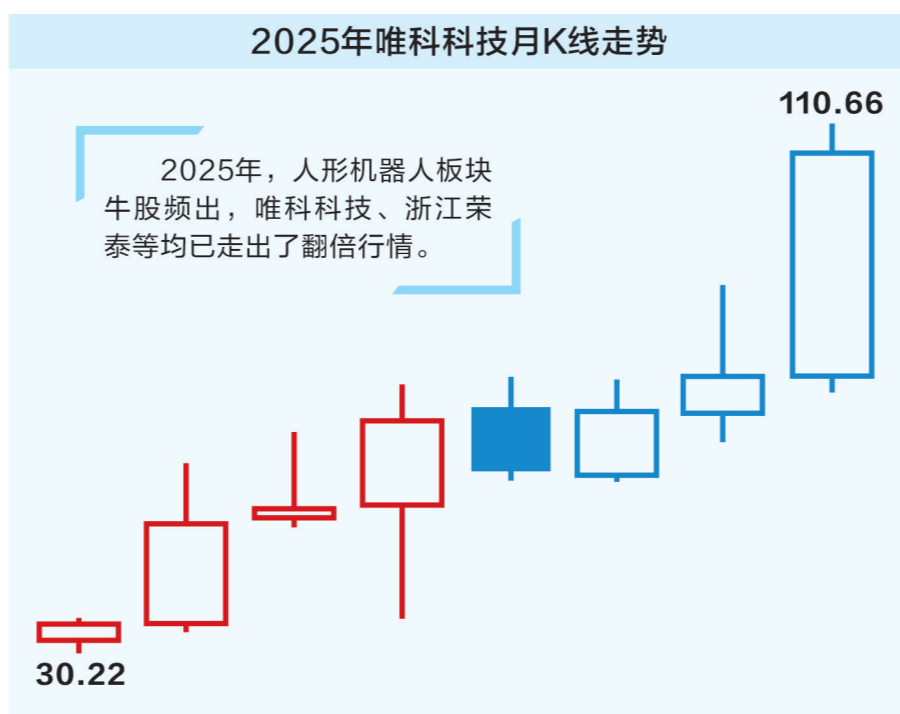 2025年唯科科技月K线走势
110.66
2025年，人形机器人板块
牛股频出，唯科科技、浙江荣
泰等均已走出了翻倍行情。
30.22